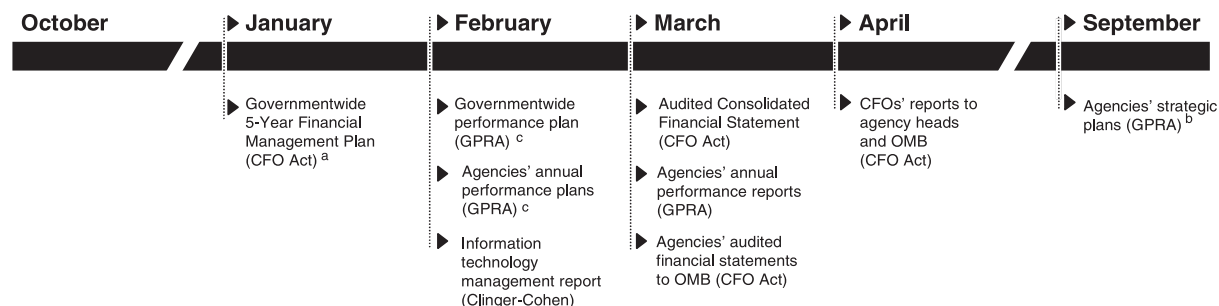 October
January
February
March
April
September
Governmentwide
5-Year Financial
Management Plan
(CFO Act) a
Governmentwide
performance plan
(GPRA) c
Agencies' annual
performance plans
(GPRA) c
Information
technology
management report
(Clinger-Cohen)
Audited Consolidated
Financial Statement
(CFO Act)
Agencies' annual
performance reports
(GPRA)
Agencies' audited
financial statements
to OMB (CFO Act)
CFOs' reports to
agency heads
and OMB
(CFO Act)
Agencies' strategic
plans (GPRA) b